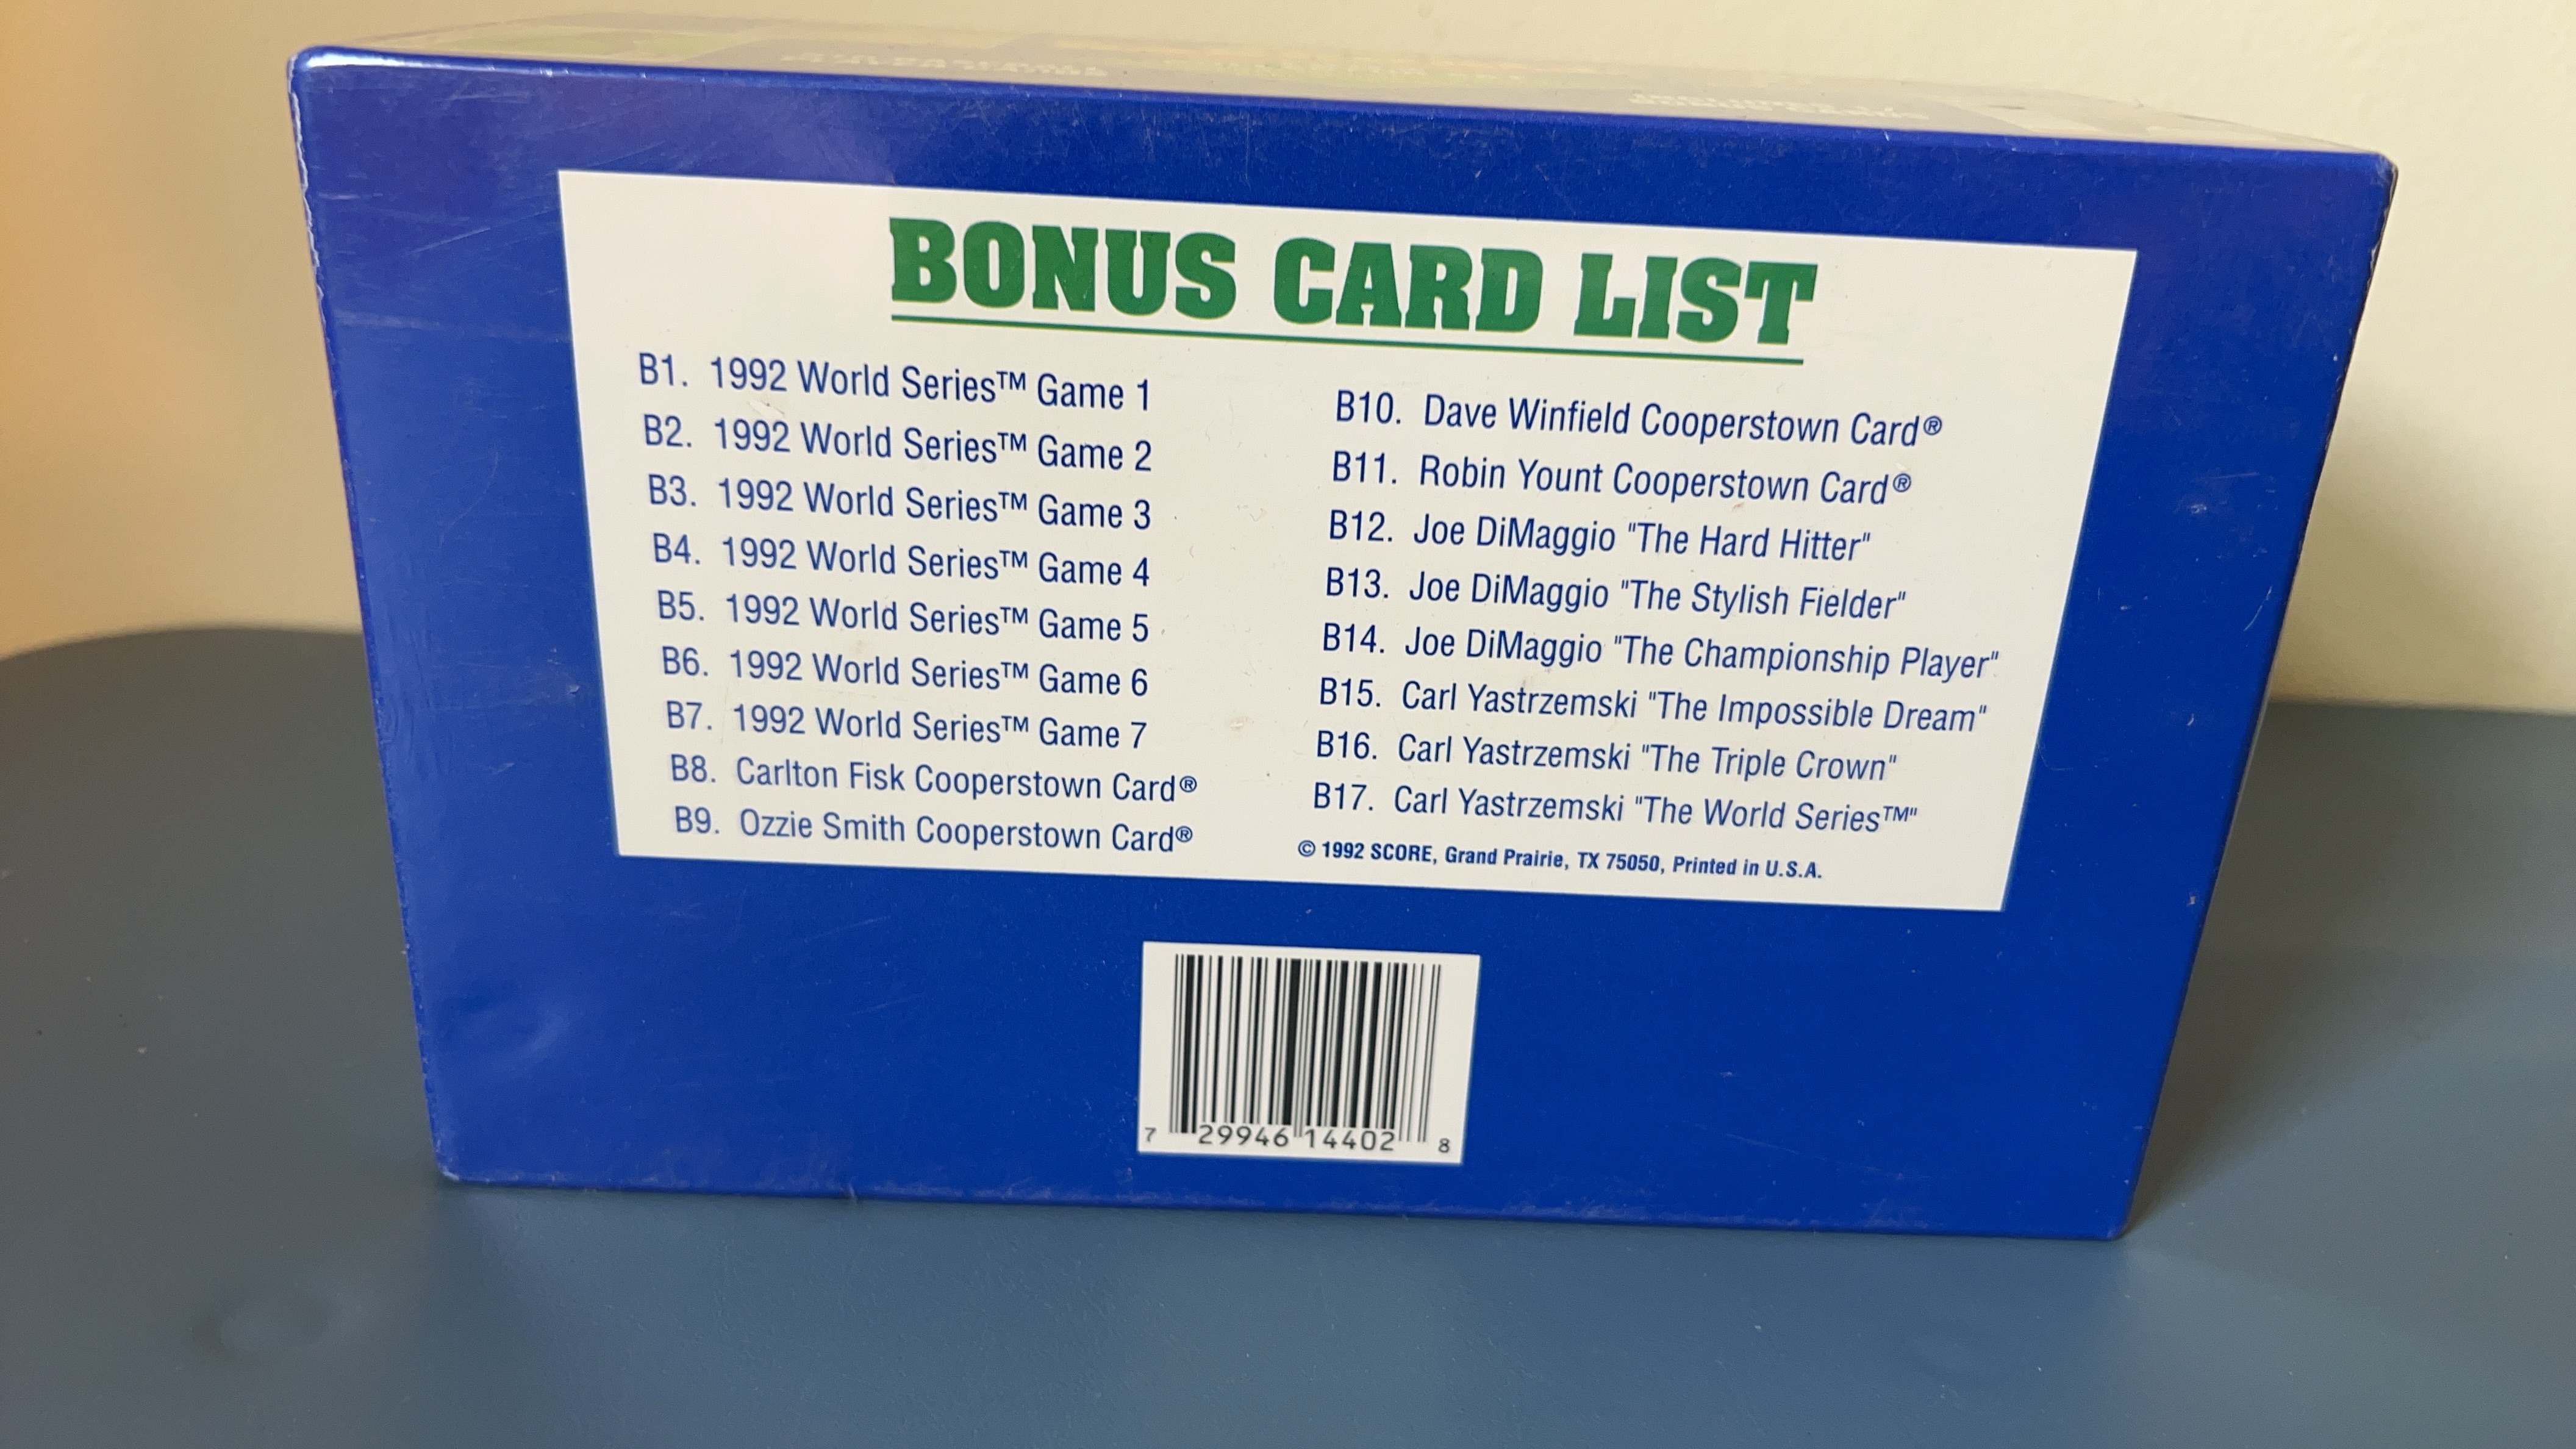 BONUS CARD LIST
B1. 1992 World Series™ Game 1
B2. 1992 World Series™ Game 2
B3. 1992 World Series™ Game 3
B4. 1992 World Series™ Game 4
B5. 1992 World Series™ Game 5
B6. 1992 World Series™ Game 6
B7. 1992 World Series™ Game 7
B8. Carlton Fisk Cooperstown Card®
B9. Ozzie Smith Cooperstown Card®
B10. Dave Winfield Cooperstown Card®
B11. Robin Yount Cooperstown Card®
B12. Joe DiMaggio "The Hard Hitter"
B13. Joe DiMaggio "The Stylish Fielder"
B14. Joe DiMaggio "The Championship Player"
B15. Carl Yastrzemski "The Impossible Dream"
B16. Carl Yastrzemski "The Triple Crown"
B17. Carl Yastrzemski "The World Series™"
© 1992 SCORE, Grand Prairie, TX 75050, Printed in U.S.A.
7 29946 14402 8